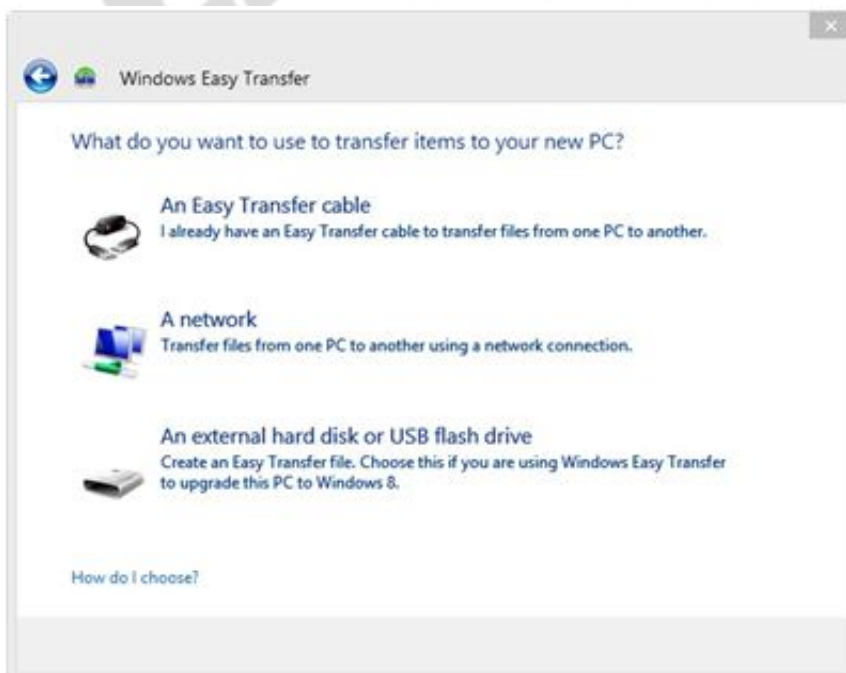 Windows Easy Transfer
What do you want to use to transfer items to your new PC?
An Easy Transfer cable
I already have an Easy Transfer cable to transfer files from one PC to another.
A network
Transfer files from one PC to another using a network connection.
An external hard disk or USB flash drive
Create an Easy Transfer file. Choose this if you are using Windows Easy Transfer
to upgrade this PC to Windows 8.
How do I choose?